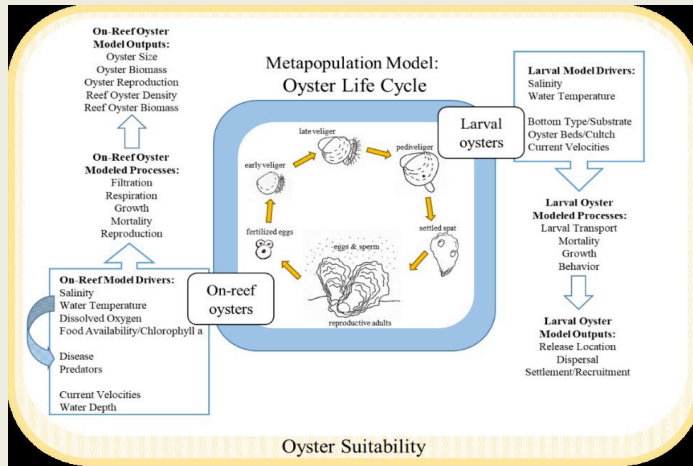 On-Reef Oyster
Model Outputs:
Oyster Size
Oyster Biomass
Oyster Reproduction
Reef Oyster Density
Reef Oyster Biomass
On-Reef Oyster
Modeled Processes:
Filtration
Respiration
Growth
Mortality
Reproduction
On-Reef Model Drivers:
Salinity
Water Temperature
Dissolved Oxygen
Food Availability/Chlorophyll a
Disease
Predators
Current Velocities
Water Depth
Metapopulation Model:
Oyster Life Cycle
Larval
oysters
late veliger
pediveliger
early veliger
fertilized eggs
eggs & sperm
settled spat
reproductive adults
On-reef
oysters
Larval Model Drivers:
Salinity
Water Temperature
Bottom Type/Substrate
Oyster Beds/Cultch
Current Velocities
Larval Oyster
Modeled Processes:
Larval Transport
Mortality
Growth
Behavior
Larval Oyster
Model Outputs:
Release Location
Dispersal
Settlement/Recruitment
Oyster Suitability